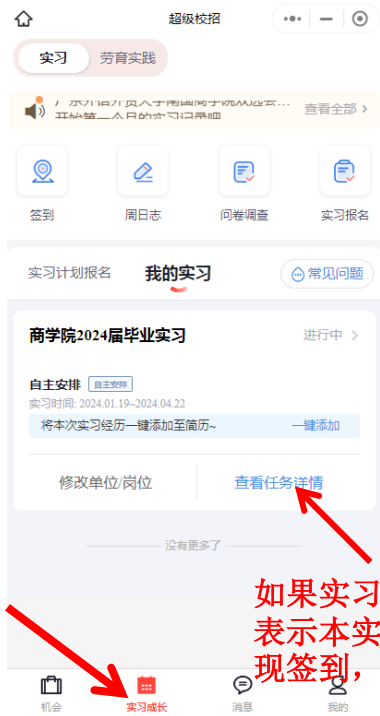 超级校招
实习 劳育实践
开始第一个月的实习记录吧
查看全部
签到 周日志 问卷调查 实习报名
实习计划报名 我的实习 常见问题
商学院2024届毕业实习 进行中
自主安排 自主安排
实习时间: 2024.01.19~2024.04.22
将本次实习经历一键添加至简历~ 一键添加
修改单位/岗位 查看任务详情
没有更多了
如果实习
表示本实
现签到，
机会 实习成长 消息 我的